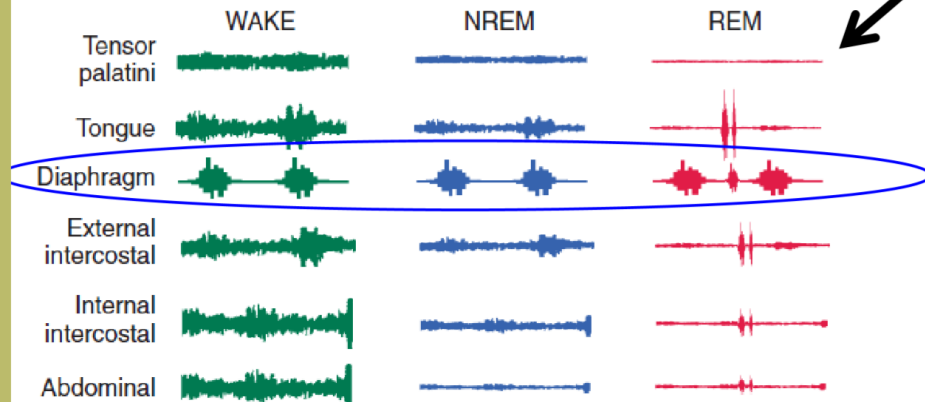 WAKE NREM REM
Tensor
palatini
Tongue
Diaphragm
External
intercostal
Internal
intercostal
Abdominal